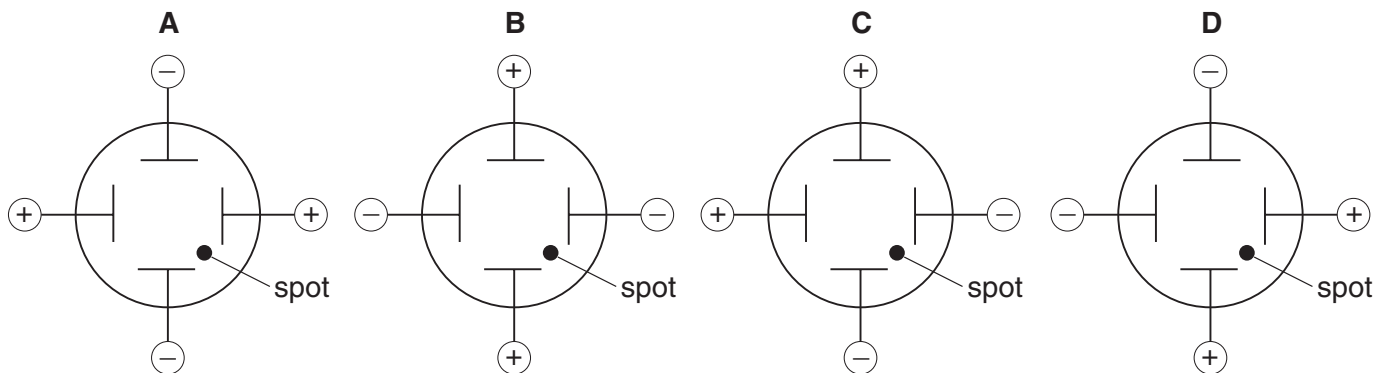 A B C D
− + + −
+ + − − + − − +
spot spot spot spot
− + − +